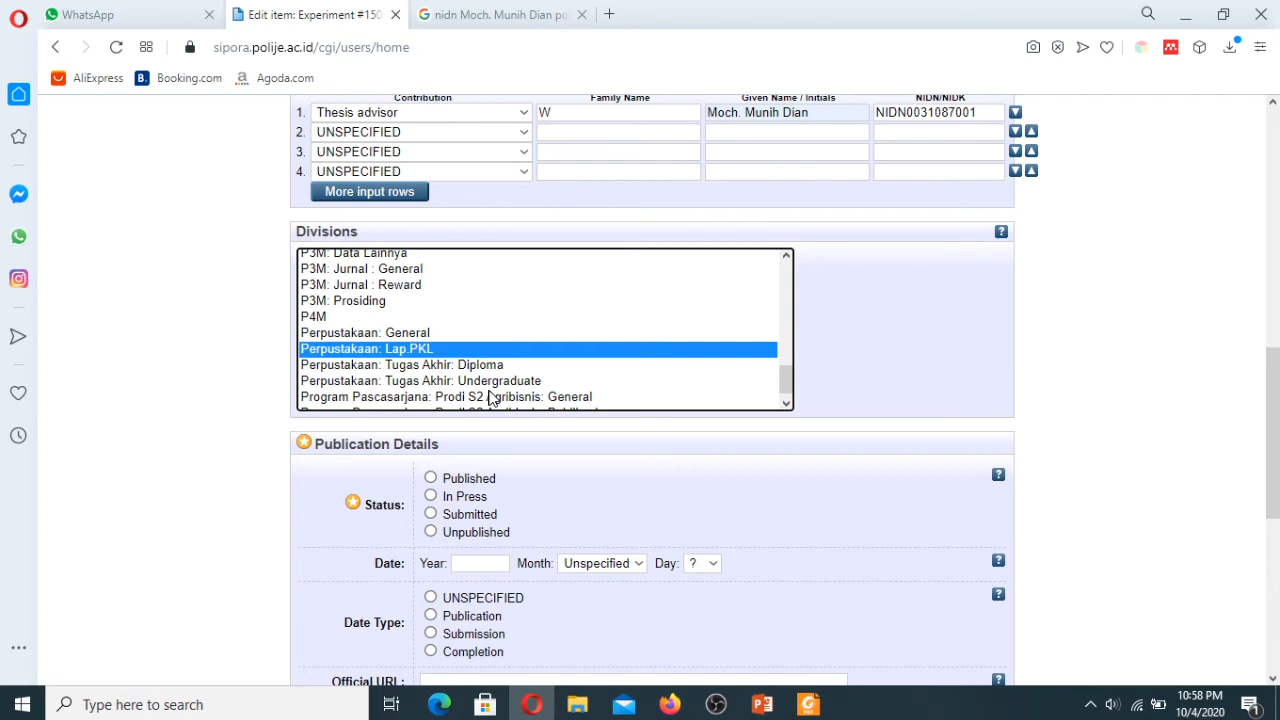 WhatsApp
Edit item: Experiment #150
nidn Moch. Munih Dian po
sipora.polije.ac.id/cgi/users/home
AliExpress
B. Booking.com
a Agoda.com
Contribution Family Name Given Name / Initials NIDN/NIDK
1. Thesis advisor W Moch. Munih Dian NIDN0031087001
2. UNSPECIFIED
3. UNSPECIFIED
4. UNSPECIFIED
More input rows
Divisions ?
P3M: Data Lainnya
P3M: Jurnal : General
P3M: Jurnal : Reward
P3M: Prosiding
P4M
Perpustakaan: General
Perpustakaan: Lap.PKL
Perpustakaan: Tugas Akhir: Diploma
Perpustakaan: Tugas Akhir: Undergraduate
Program Pascasarjana: Prodi S2 Agribisnis: General
Publication Details
Status:
Published ?
In Press
Submitted
Unpublished
Date: Year: Month: Unspecified Day: ? ?
Date Type:
UNSPECIFIED ?
Publication
Submission
Completion
Official URL: ?
Type here to search
10:58 PM
10/4/2020